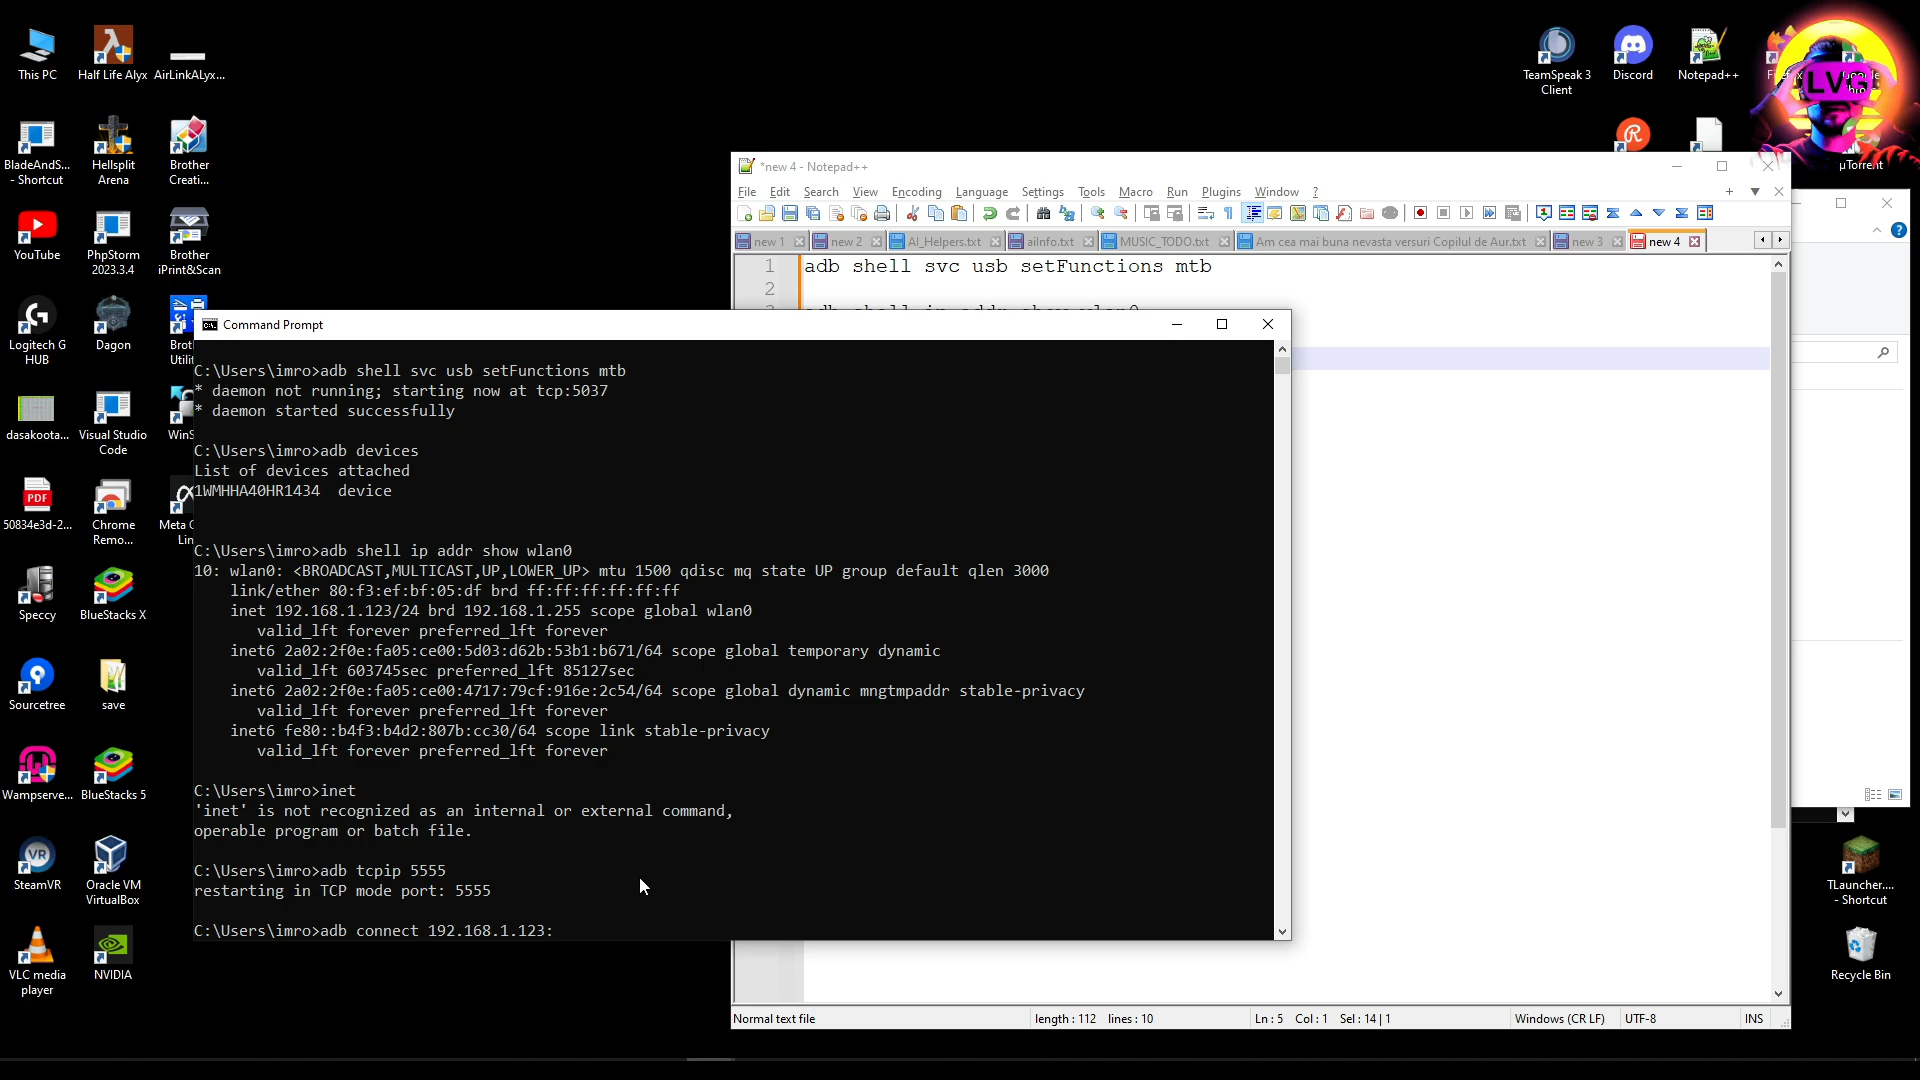 This PC
Half Life Alyx
AirLinkALyx...
TeamSpeak 3
Client
Discord
Notepad++
LVG
BladeAndS...
- Shortcut
Hellsplit
Arena
Brother
Creati...
µTorrent
YouTube
PhpStorm
2023.3.4
Brother
iPrint&Scan
Logitech G
HUB
Dagon
dasakoota...
Visual Studio
Code
PDF
50834e3d-2...
Chrome
Remo...
Speccy
BlueStacks X
Sourcetree
save
Wampserve...
BlueStacks 5
VR
SteamVR
Oracle VM
VirtualBox
VLC media
player
NVIDIA
TLauncher....
- Shortcut
Recycle Bin
*new 4 - Notepad++
File Edit Search View Encoding Language Settings Tools Macro Run Plugins Window ?
new 1
new 2
AI_Helpers.txt
aiInfo.txt
MUSIC_TODO.txt
Am cea mai buna nevasta versuri Copilul de Aur.txt
new 3
new 4
1 adb shell svc usb setFunctions mtb
2
Normal text file
length : 112 lines : 10
Ln : 5 Col : 1 Sel : 14 | 1
Windows (CR LF)
UTF-8
INS
Command Prompt
C:\Users\imro>adb shell svc usb setFunctions mtb
* daemon not running; starting now at tcp:5037
* daemon started successfully
C:\Users\imro>adb devices
List of devices attached
1WMHHA40HR1434 device
C:\Users\imro>adb shell ip addr show wlan0
10: wlan0: <BROADCAST,MULTICAST,UP,LOWER_UP> mtu 1500 qdisc mq state UP group default qlen 3000
link/ether 80:f3:ef:bf:05:df brd ff:ff:ff:ff:ff:ff
inet 192.168.1.123/24 brd 192.168.1.255 scope global wlan0
valid_lft forever preferred_lft forever
inet6 2a02:2f0e:fa05:ce00:5d03:d62b:53b1:b671/64 scope global temporary dynamic
valid_lft 603745sec preferred_lft 85127sec
inet6 2a02:2f0e:fa05:ce00:4717:79cf:916e:2c54/64 scope global dynamic mngtmpaddr stable-privacy
valid_lft forever preferred_lft forever
inet6 fe80::b4f3:b4d2:807b:cc30/64 scope link stable-privacy
valid_lft forever preferred_lft forever
C:\Users\imro>inet
'inet' is not recognized as an internal or external command,
operable program or batch file.
C:\Users\imro>adb tcpip 5555
restarting in TCP mode port: 5555
C:\Users\imro>adb connect 192.168.1.123: